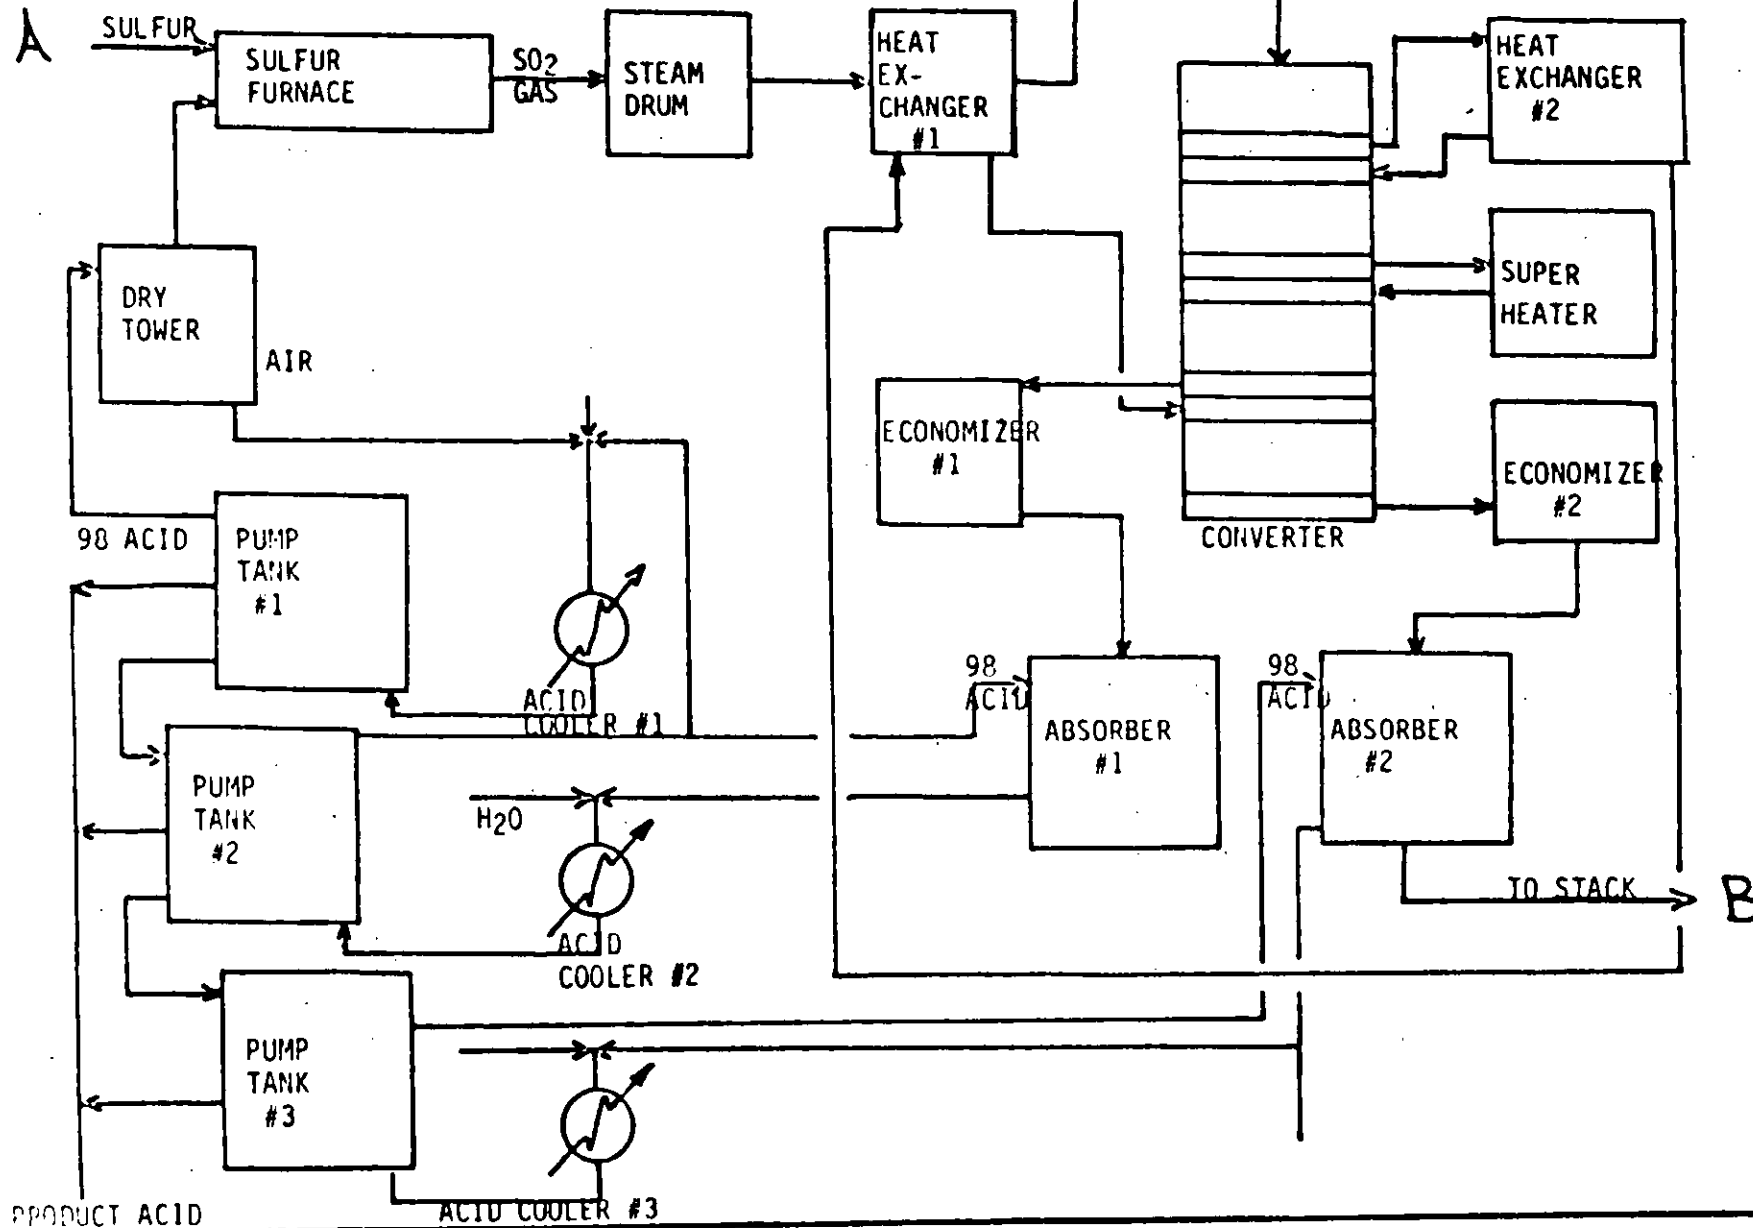 A
SULFUR
SULFUR
FURNACE
SO2
GAS
STEAM
DRUM
HEAT
EX-
CHANGER
#1
HEAT
EXCHANGER
#2
DRY
TOWER
AIR
SUPER
HEATER
ECONOMIZER
#1
ECONOMIZER
#2
CONVERTER
98 ACID
PUMP
TANK
#1
ACID
COOLER #1
98
ACID
ABSORBER
#1
98
ACID
ABSORBER
#2
PUMP
TANK
#2
H2O
ACID
COOLER #2
TO STACK
B
PUMP
TANK
#3
ACID COOLER #3
PRODUCT ACID